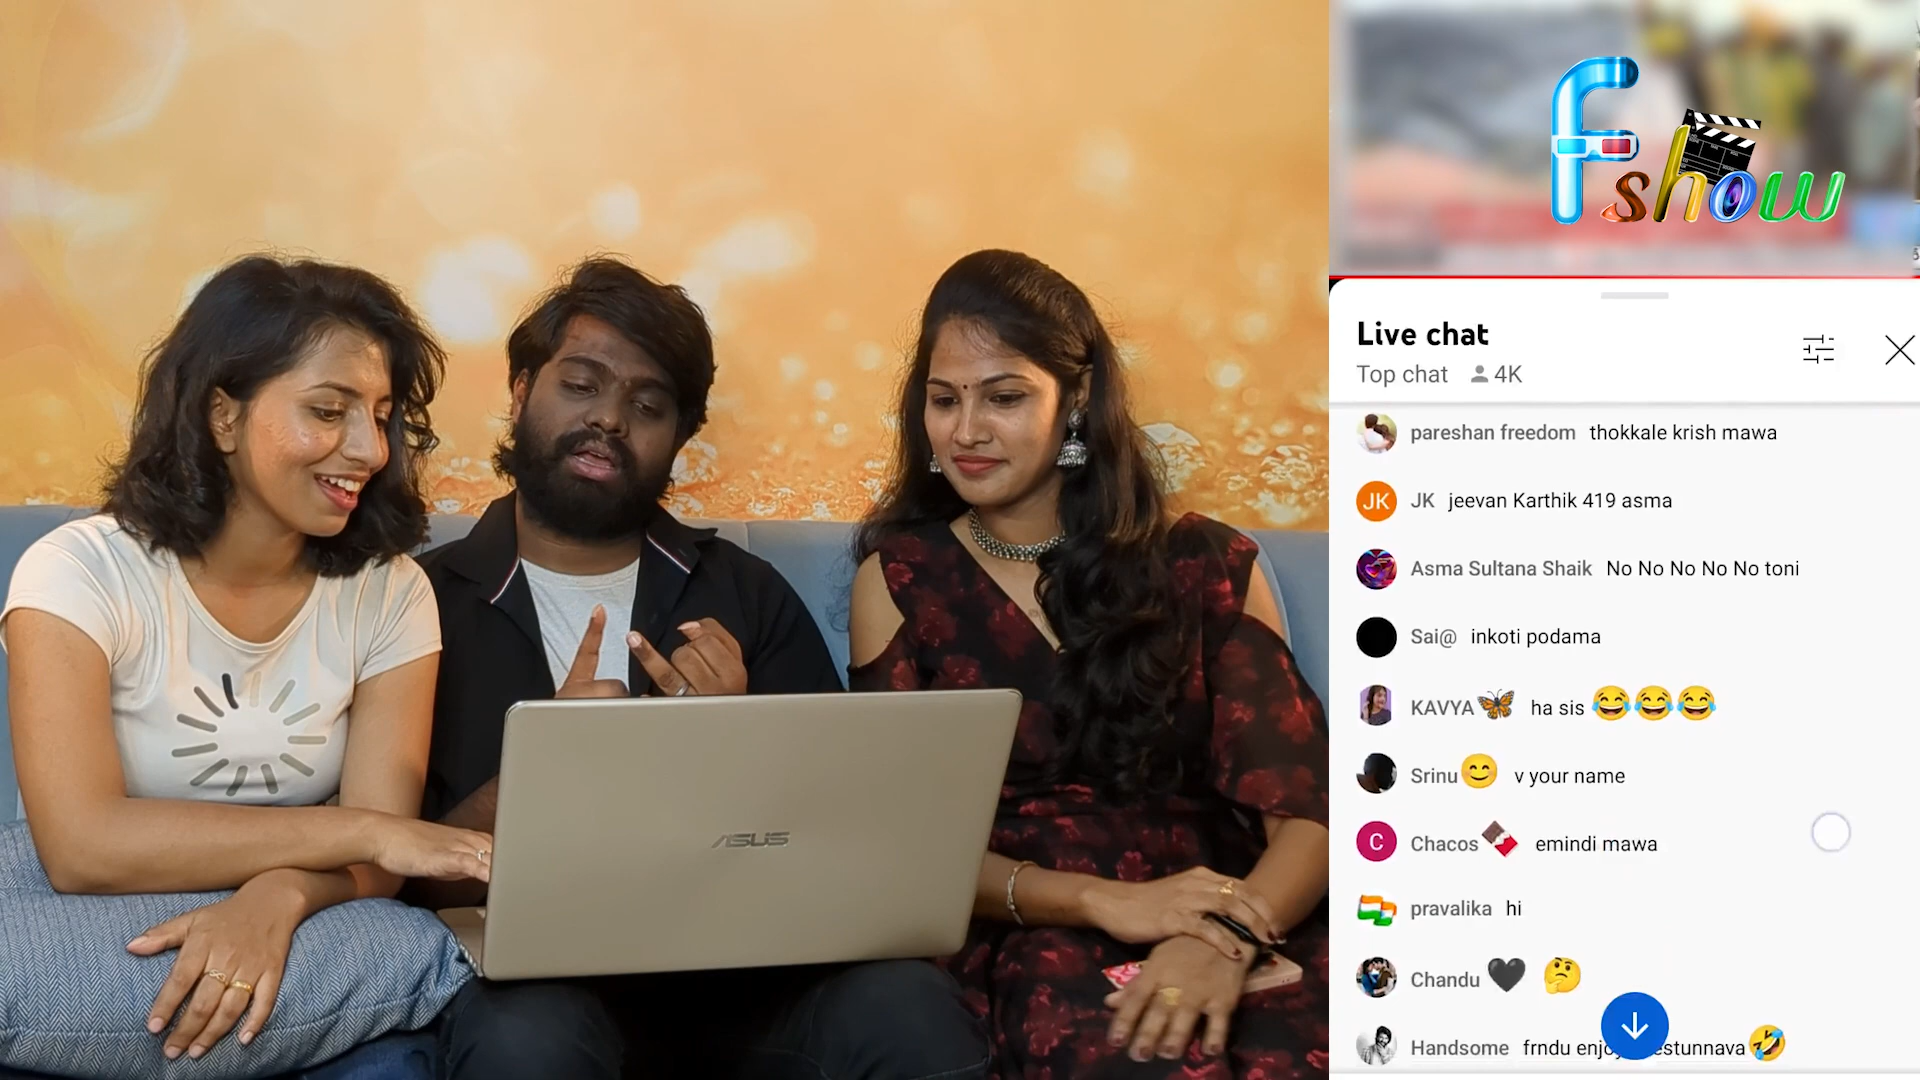 Fshow
Live chat
Top chat 4K
pareshan freedom thokkale krish mawa
JK JK jeevan Karthik 419 asma
Asma Sultana Shaik No No No No No toni
Sai@ inkoti podama
KAVYA🦋 ha sis 😂😂😂
Srinu😊 v your name
C Chacos🍫 emindi mawa
pravalika hi
Chandu🖤 🤔
Handsome frndu 🤣
ASUS